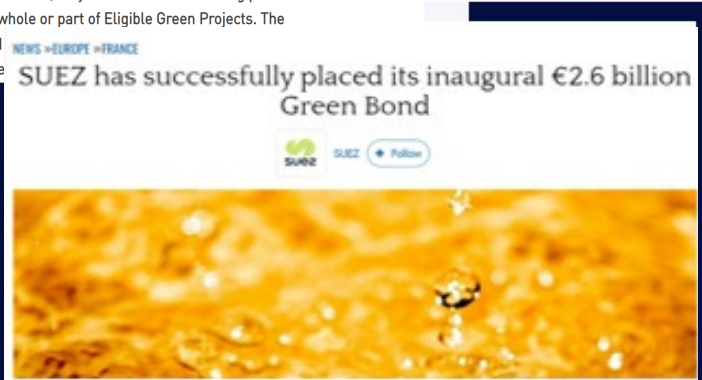 whole or part of Eligible Green Projects. The
NEWS »EUROPE »FRANCE
SUEZ has successfully placed its inaugural €2.6 billion
Green Bond
suez
SUEZ
+ Follow